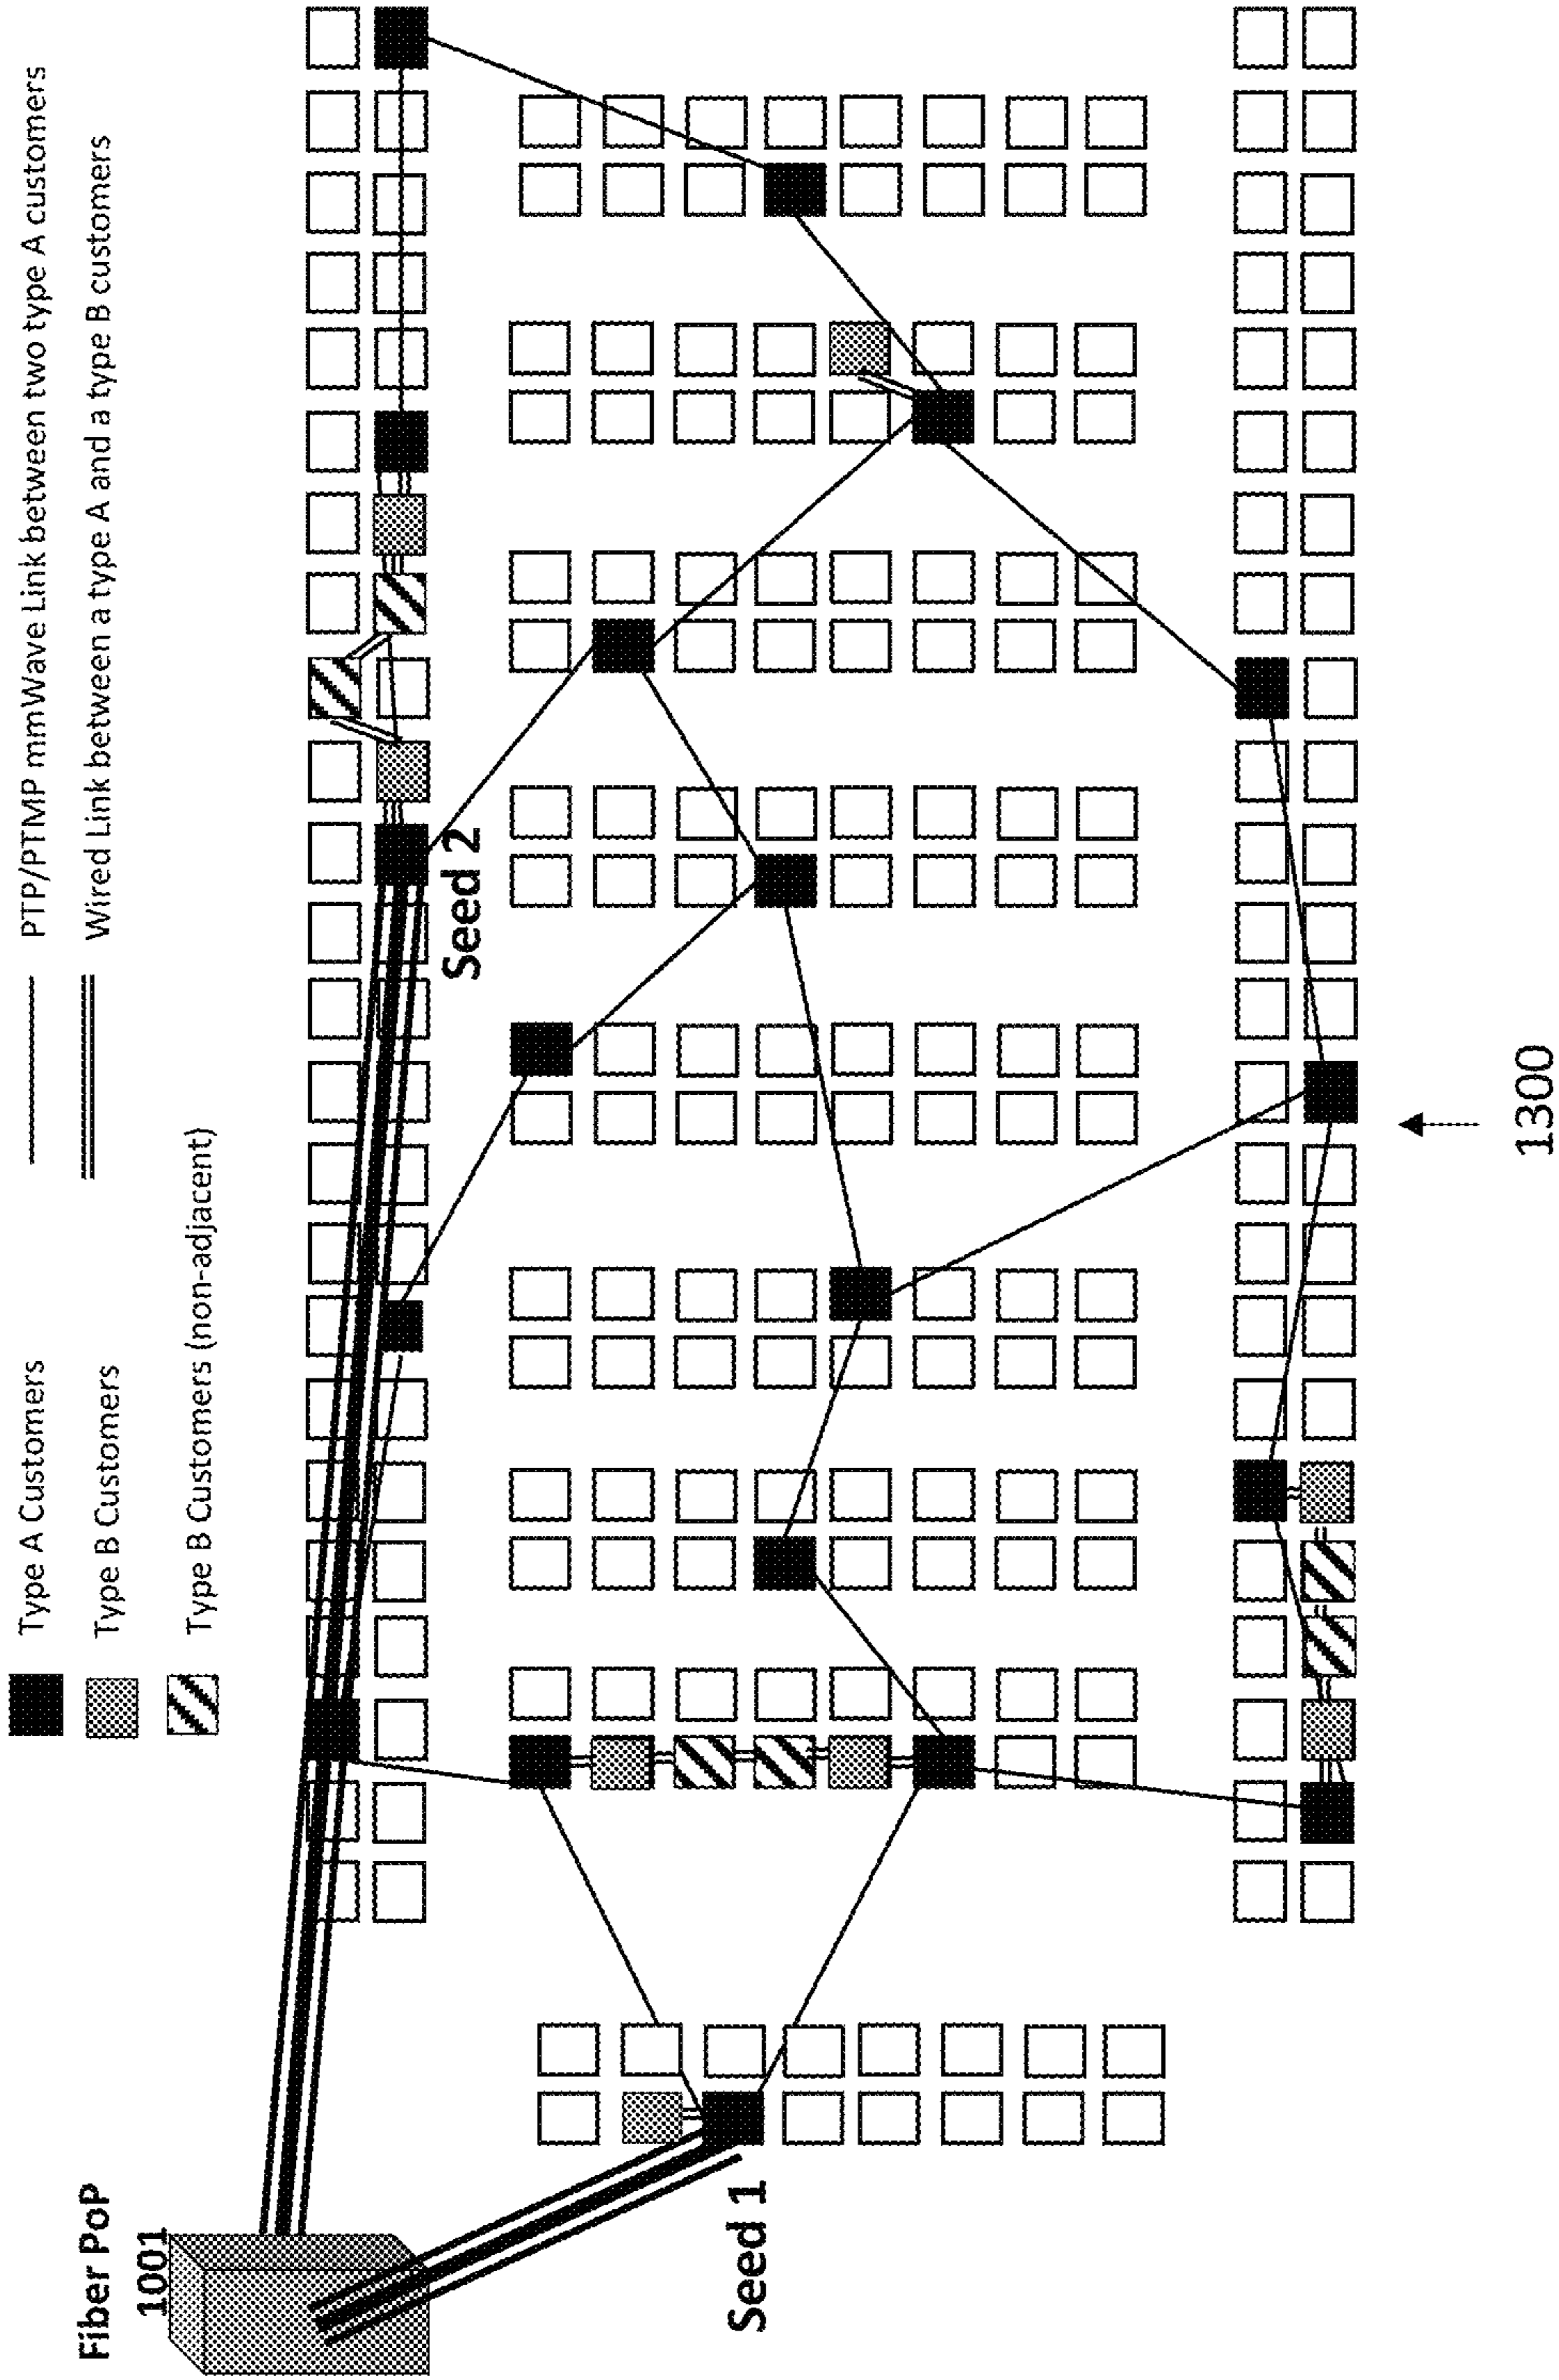 Type A Customers
Type B Customers
Type B Customers (non-adjacent)
PTP/PTMP mmWave Link between two type A customers
Wired Link between a type A and a type B customers
Fiber PoP
1001
Seed 2
Seed 1
1300